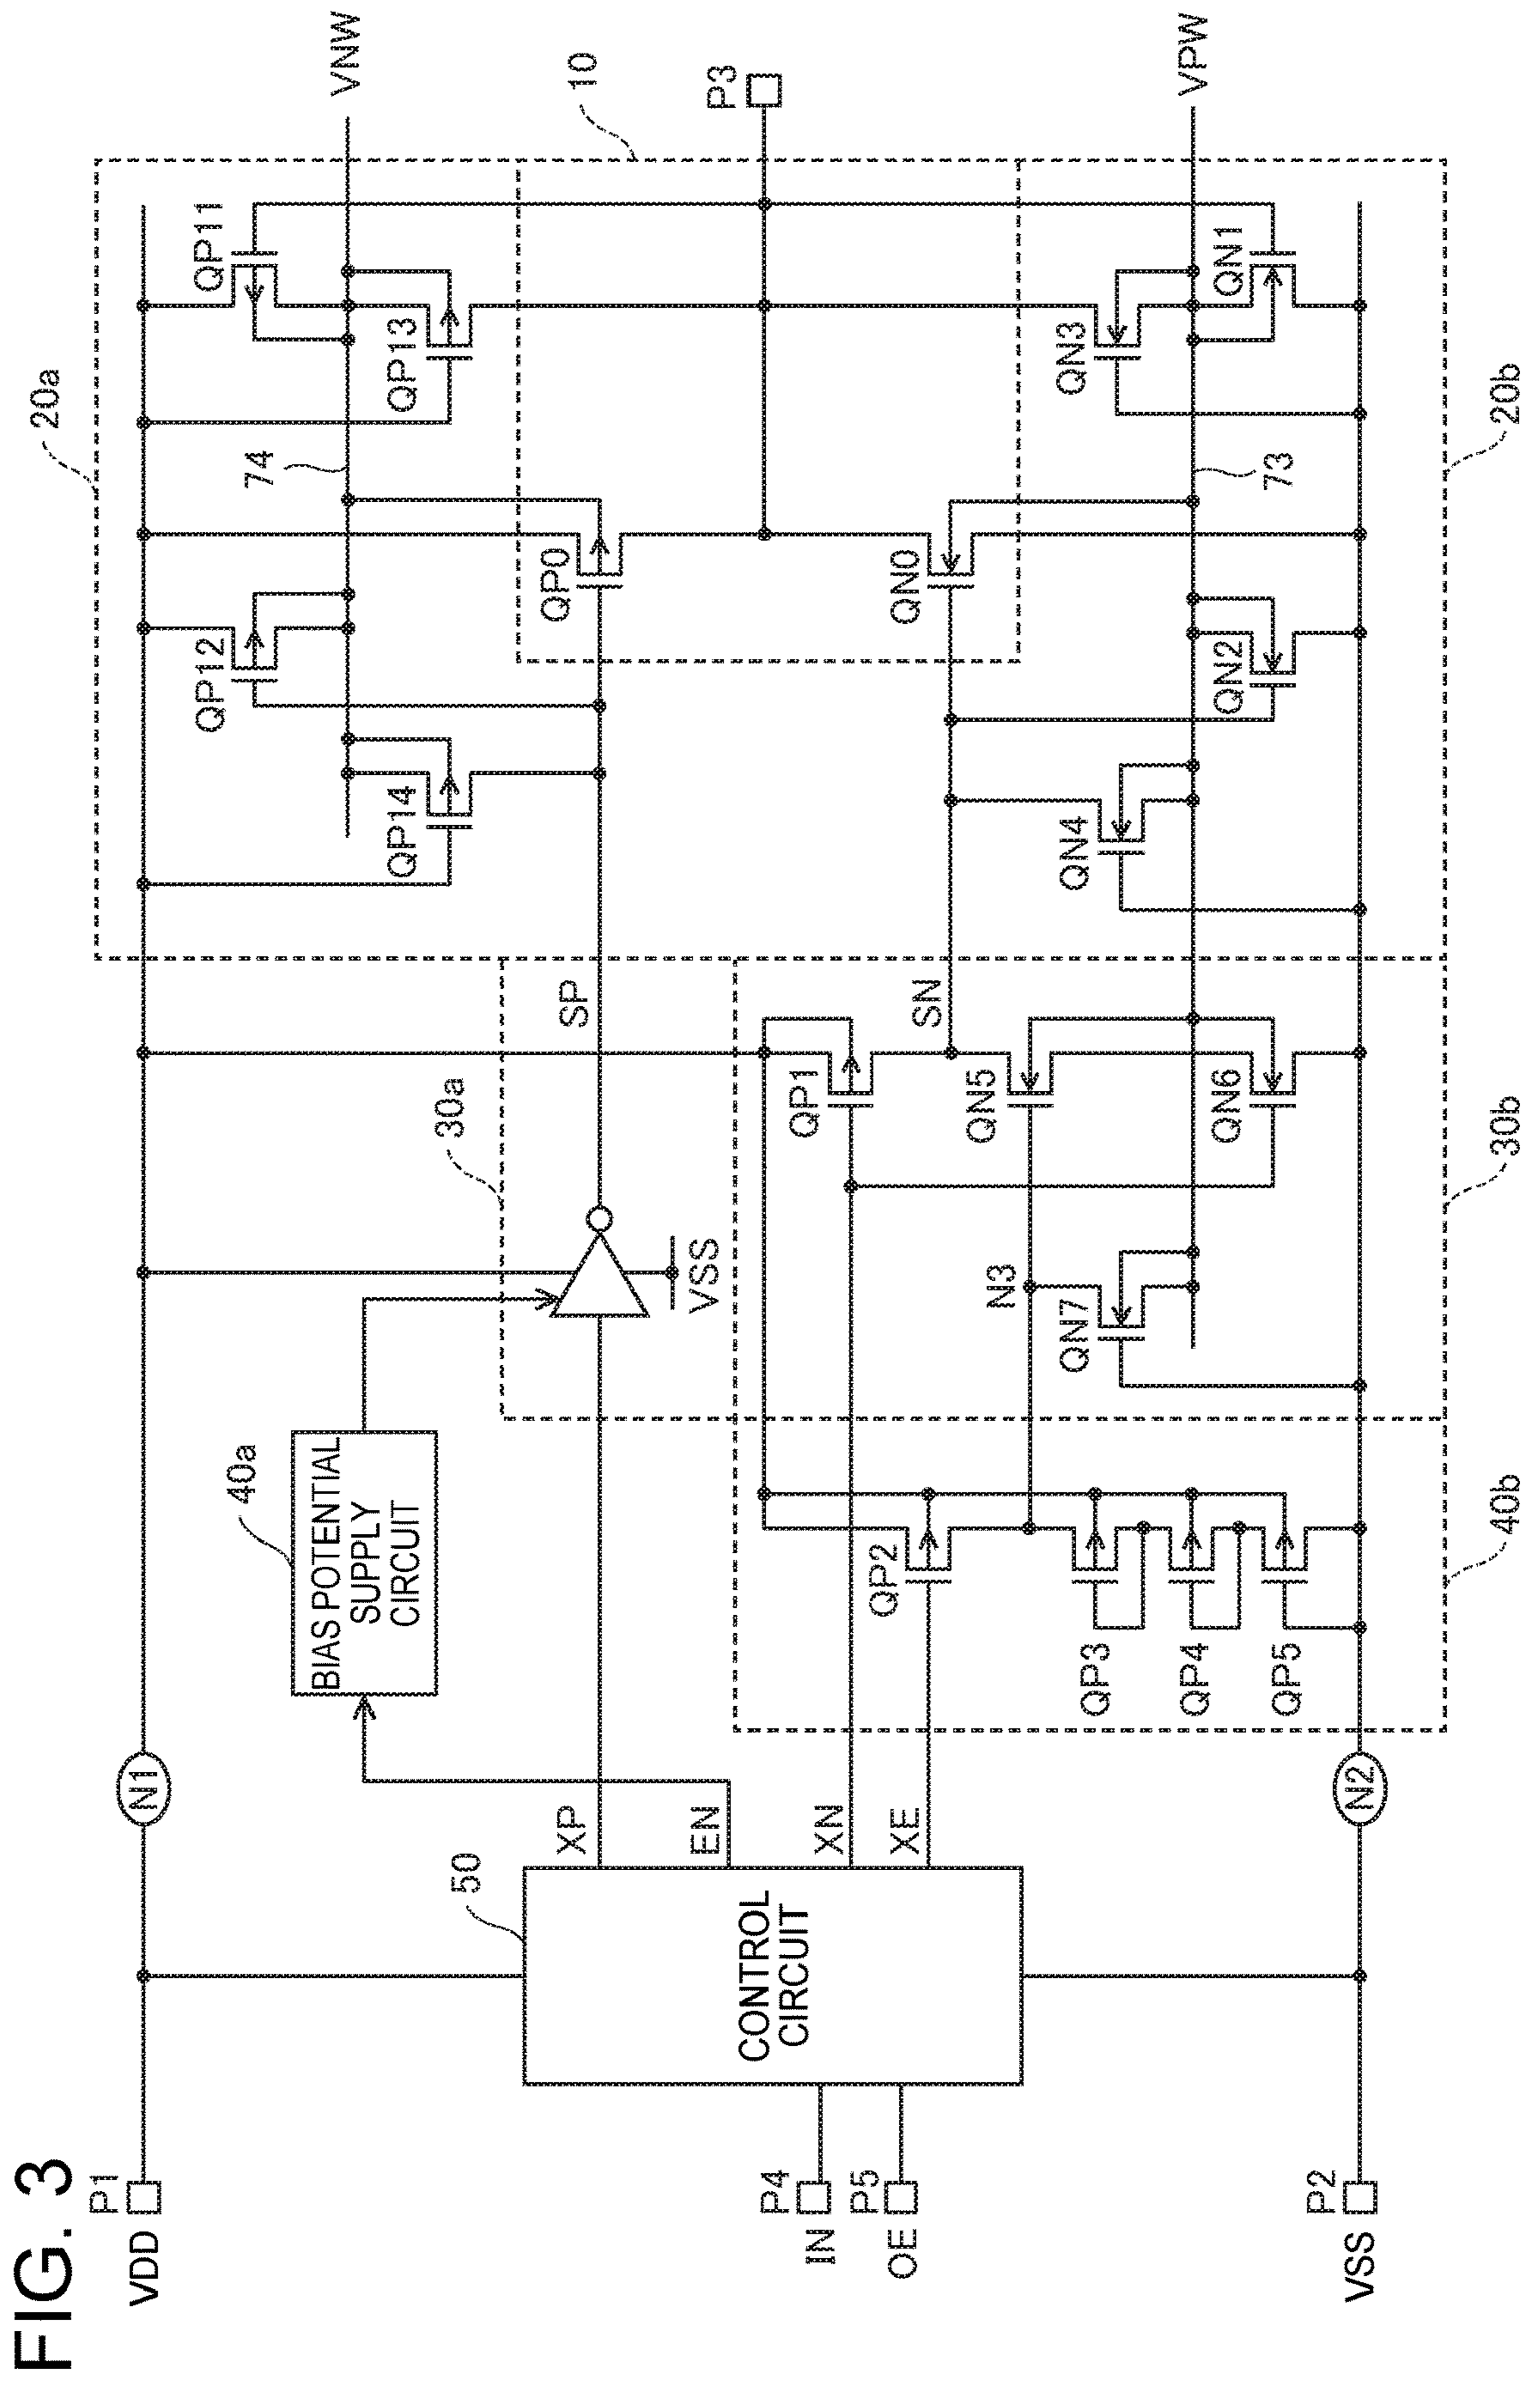 FIG. 3
P1
VDD
N1
40a
BIAS POTENTIAL
SUPPLY
CIRCUIT
20a
QP12
QP11
VNW
74
QP14
QP13
10
50
XP
30a
SP
QP0
P3
EN
VSS
CONTROL
CIRCUIT
P4
IN
XN
QP1
P5
OE
XE
QP2
SN
QN0
QN5
N3
QP3
QN7
QN4
QN3
QP4
VPW
QP5
QN6
QN2
QN1
73
P2
VSS
N2
40b
30b
20b